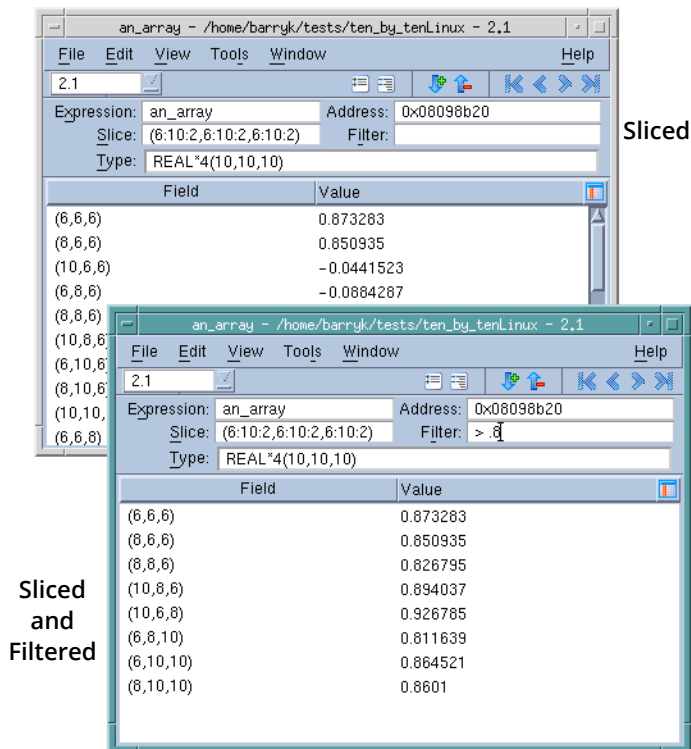 an_array - /home/barryk/tests/ten_by_tenLinux - 2.1
File Edit View Tools Window Help
2.1
Expression: an_array Address: 0x08098b20
Slice: (6:10:2,6:10:2,6:10:2) Filter:
Type: REAL*4(10,10,10)
Field Value
(6,6,6) 0.873283
(8,6,6) 0.850935
(10,6,6) -0.0441523
(6,8,6) -0.0884287
(8,8,6)
(10,8,6)
(6,10,6)
(8,10,6)
(10,10,
(6,6,8)
Sliced
an_array - /home/barryk/tests/ten_by_tenLinux - 2.1
File Edit View Tools Window Help
2.1
Expression: an_array Address: 0x08098b20
Slice: (6:10:2,6:10:2,6:10:2) Filter: > .8
Type: REAL*4(10,10,10)
Field Value
(6,6,6) 0.873283
(8,6,6) 0.850935
(8,8,6) 0.826795
(10,8,6) 0.894037
(10,6,8) 0.926785
(6,8,10) 0.811639
(6,10,10) 0.864521
(8,10,10) 0.8601
Sliced
and
Filtered